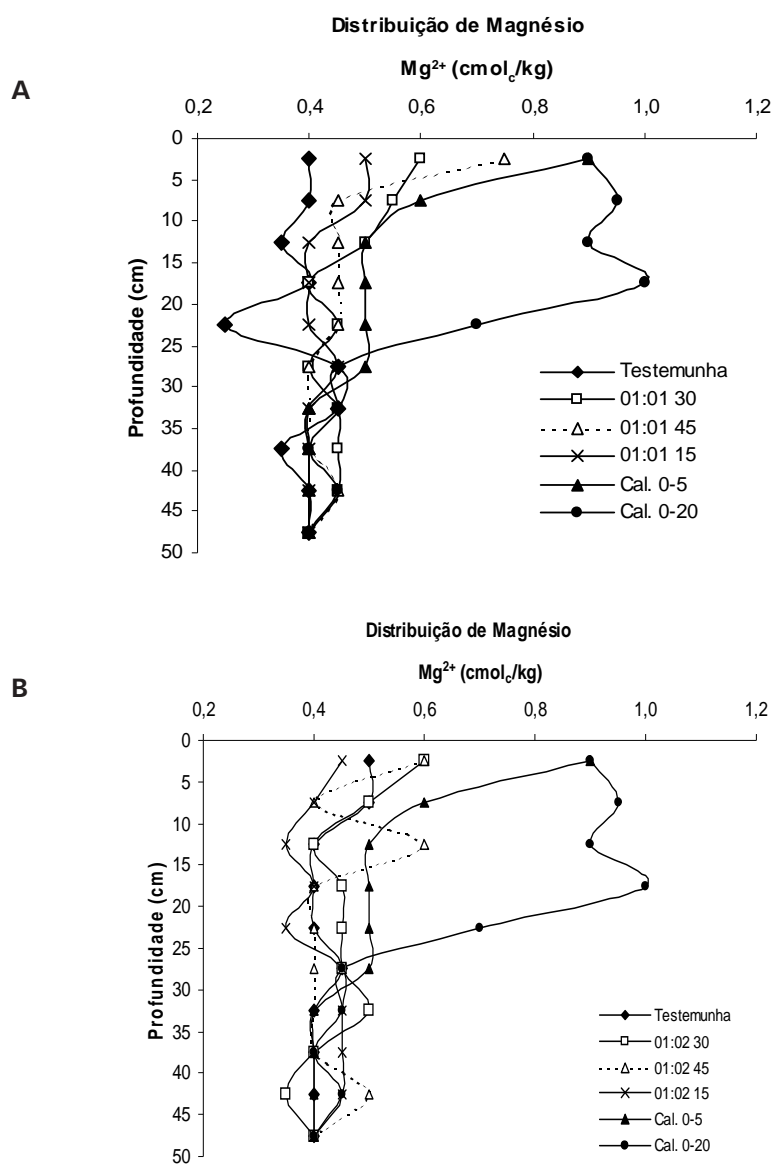 Distribuição de Magnésio
Mg²⁺ (cmolc/kg)
A
0,2 0,4 0,6 0,8 1,0 1,2
0
5
10
15
20
25
30
35
40
45
50
Profundidade (cm)
Testemunha
01:01 30
01:01 45
01:01 15
Cal. 0-5
Cal. 0-20
Distribuição de Magnésio
Mg²⁺ (cmolc/kg)
B
0,2 0,4 0,6 0,8 1,0 1,2
0
5
10
15
20
25
30
35
40
45
50
Profundidade (cm)
Testemunha
01:02 30
01:02 45
01:02 15
Cal. 0-5
Cal. 0-20